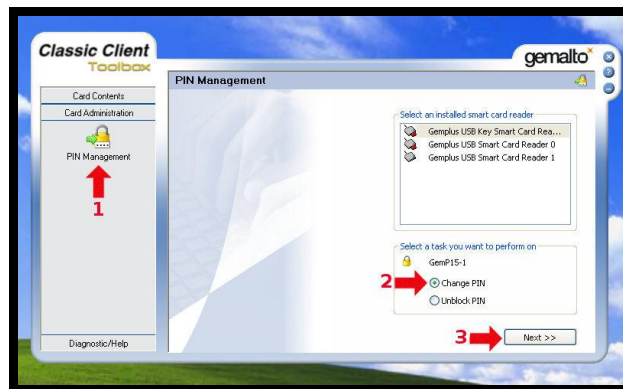 Classic Client
Toolbox
gemalto
PIN Management
Card Contents
Card Administration
PIN Management
1
Diagnostic/Help
Select an installed smart card reader
Gemplus USB Key Smart Card Rea...
Gemplus USB Smart Card Reader 0
Gemplus USB Smart Card Reader 1
Select a task you want to perform on
GemP15-1
2
Change PIN
Unblock PIN
3
Next >>